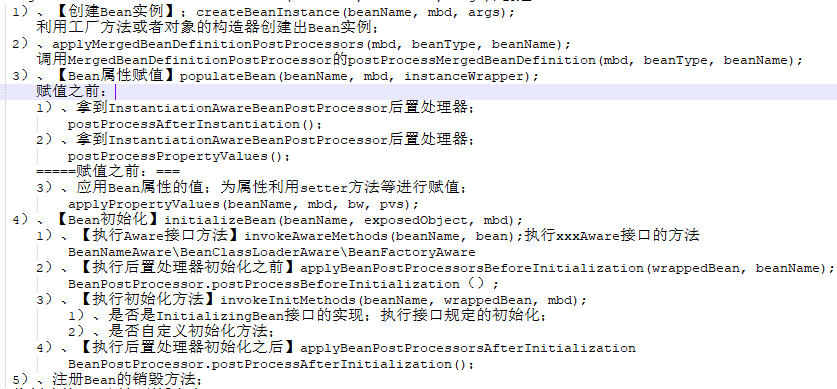 1）、【创建Bean实例】；createBeanInstance(beanName, mbd, args);
利用工厂方法或者对象的构造器创建出Bean实例；
2）、applyMergedBeanDefinitionPostProcessors(mbd, beanType, beanName);
调用MergedBeanDefinitionPostProcessor的postProcessMergedBeanDefinition(mbd, beanType, beanName);
3）、【Bean属性赋值】populateBean(beanName, mbd, instanceWrapper);
赋值之前：
1）、拿到InstantiationAwareBeanPostProcessor后置处理器；
postProcessAfterInstantiation();
2）、拿到InstantiationAwareBeanPostProcessor后置处理器；
postProcessPropertyValues();
=====赋值之前：===
3）、应用Bean属性的值；为属性利用setter方法等进行赋值；
applyPropertyValues(beanName, mbd, bw, pvs);
4）、【Bean初始化】initializeBean(beanName, exposedObject, mbd);
1）、【执行Aware接口方法】invokeAwareMethods(beanName, bean);执行xxxAware接口的方法
BeanNameAware\BeanClassLoaderAware\BeanFactoryAware
2）、【执行后置处理器初始化之前】applyBeanPostProcessorsBeforeInitialization(wrappedBean, beanName);
BeanPostProcessor.postProcessBeforeInitialization（）;
3）、【执行初始化方法】invokeInitMethods(beanName, wrappedBean, mbd);
1）、是否是InitializingBean接口的实现；执行接口规定的初始化；
2）、是否自定义初始化方法；
4）、【执行后置处理器初始化之后】applyBeanPostProcessorsAfterInitialization
BeanPostProcessor.postProcessAfterInitialization();
5）、注册Bean的销毁方法；